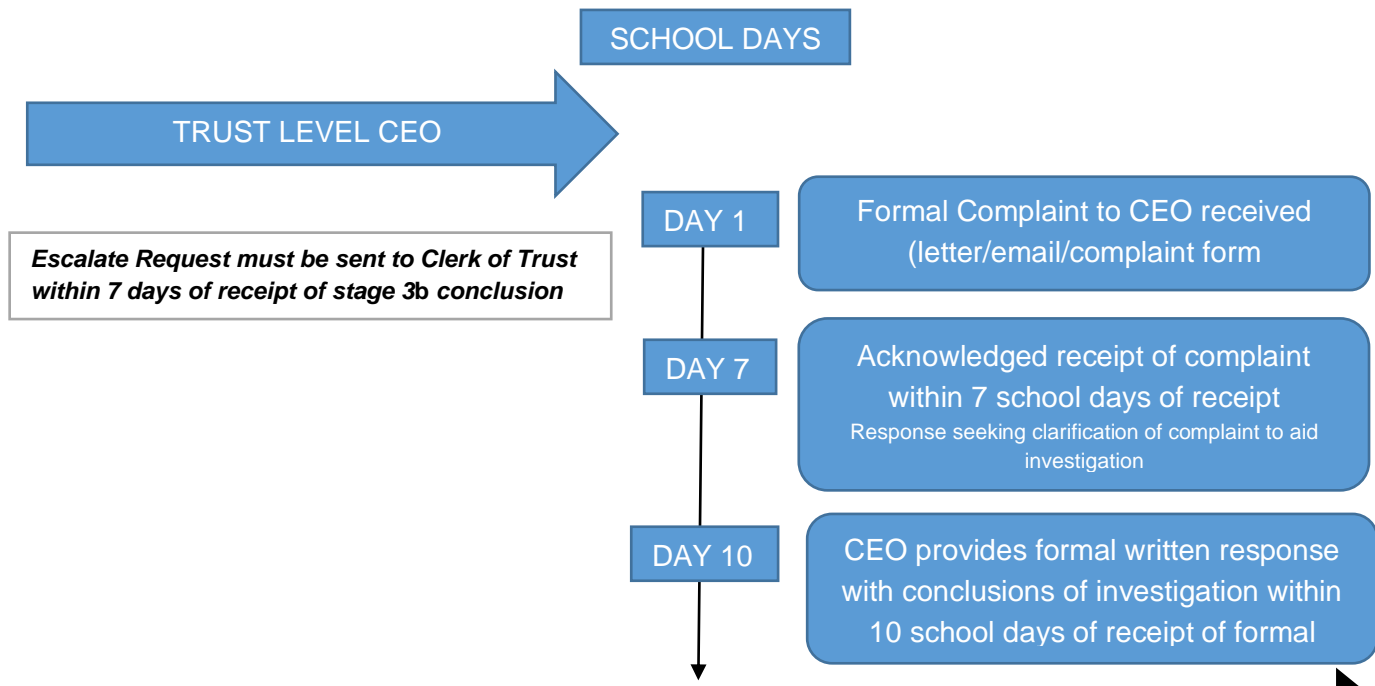 SCHOOL DAYS
TRUST LEVEL CEO
DAY 1
Formal Complaint to CEO received
(letter/email/complaint form
Escalate Request must be sent to Clerk of Trust
within 7 days of receipt of stage 3b conclusion
DAY 7
Acknowledged receipt of complaint
within 7 school days of receipt
Response seeking clarification of complaint to aid
investigation
DAY 10
CEO provides formal written response
with conclusions of investigation within
10 school days of receipt of formal